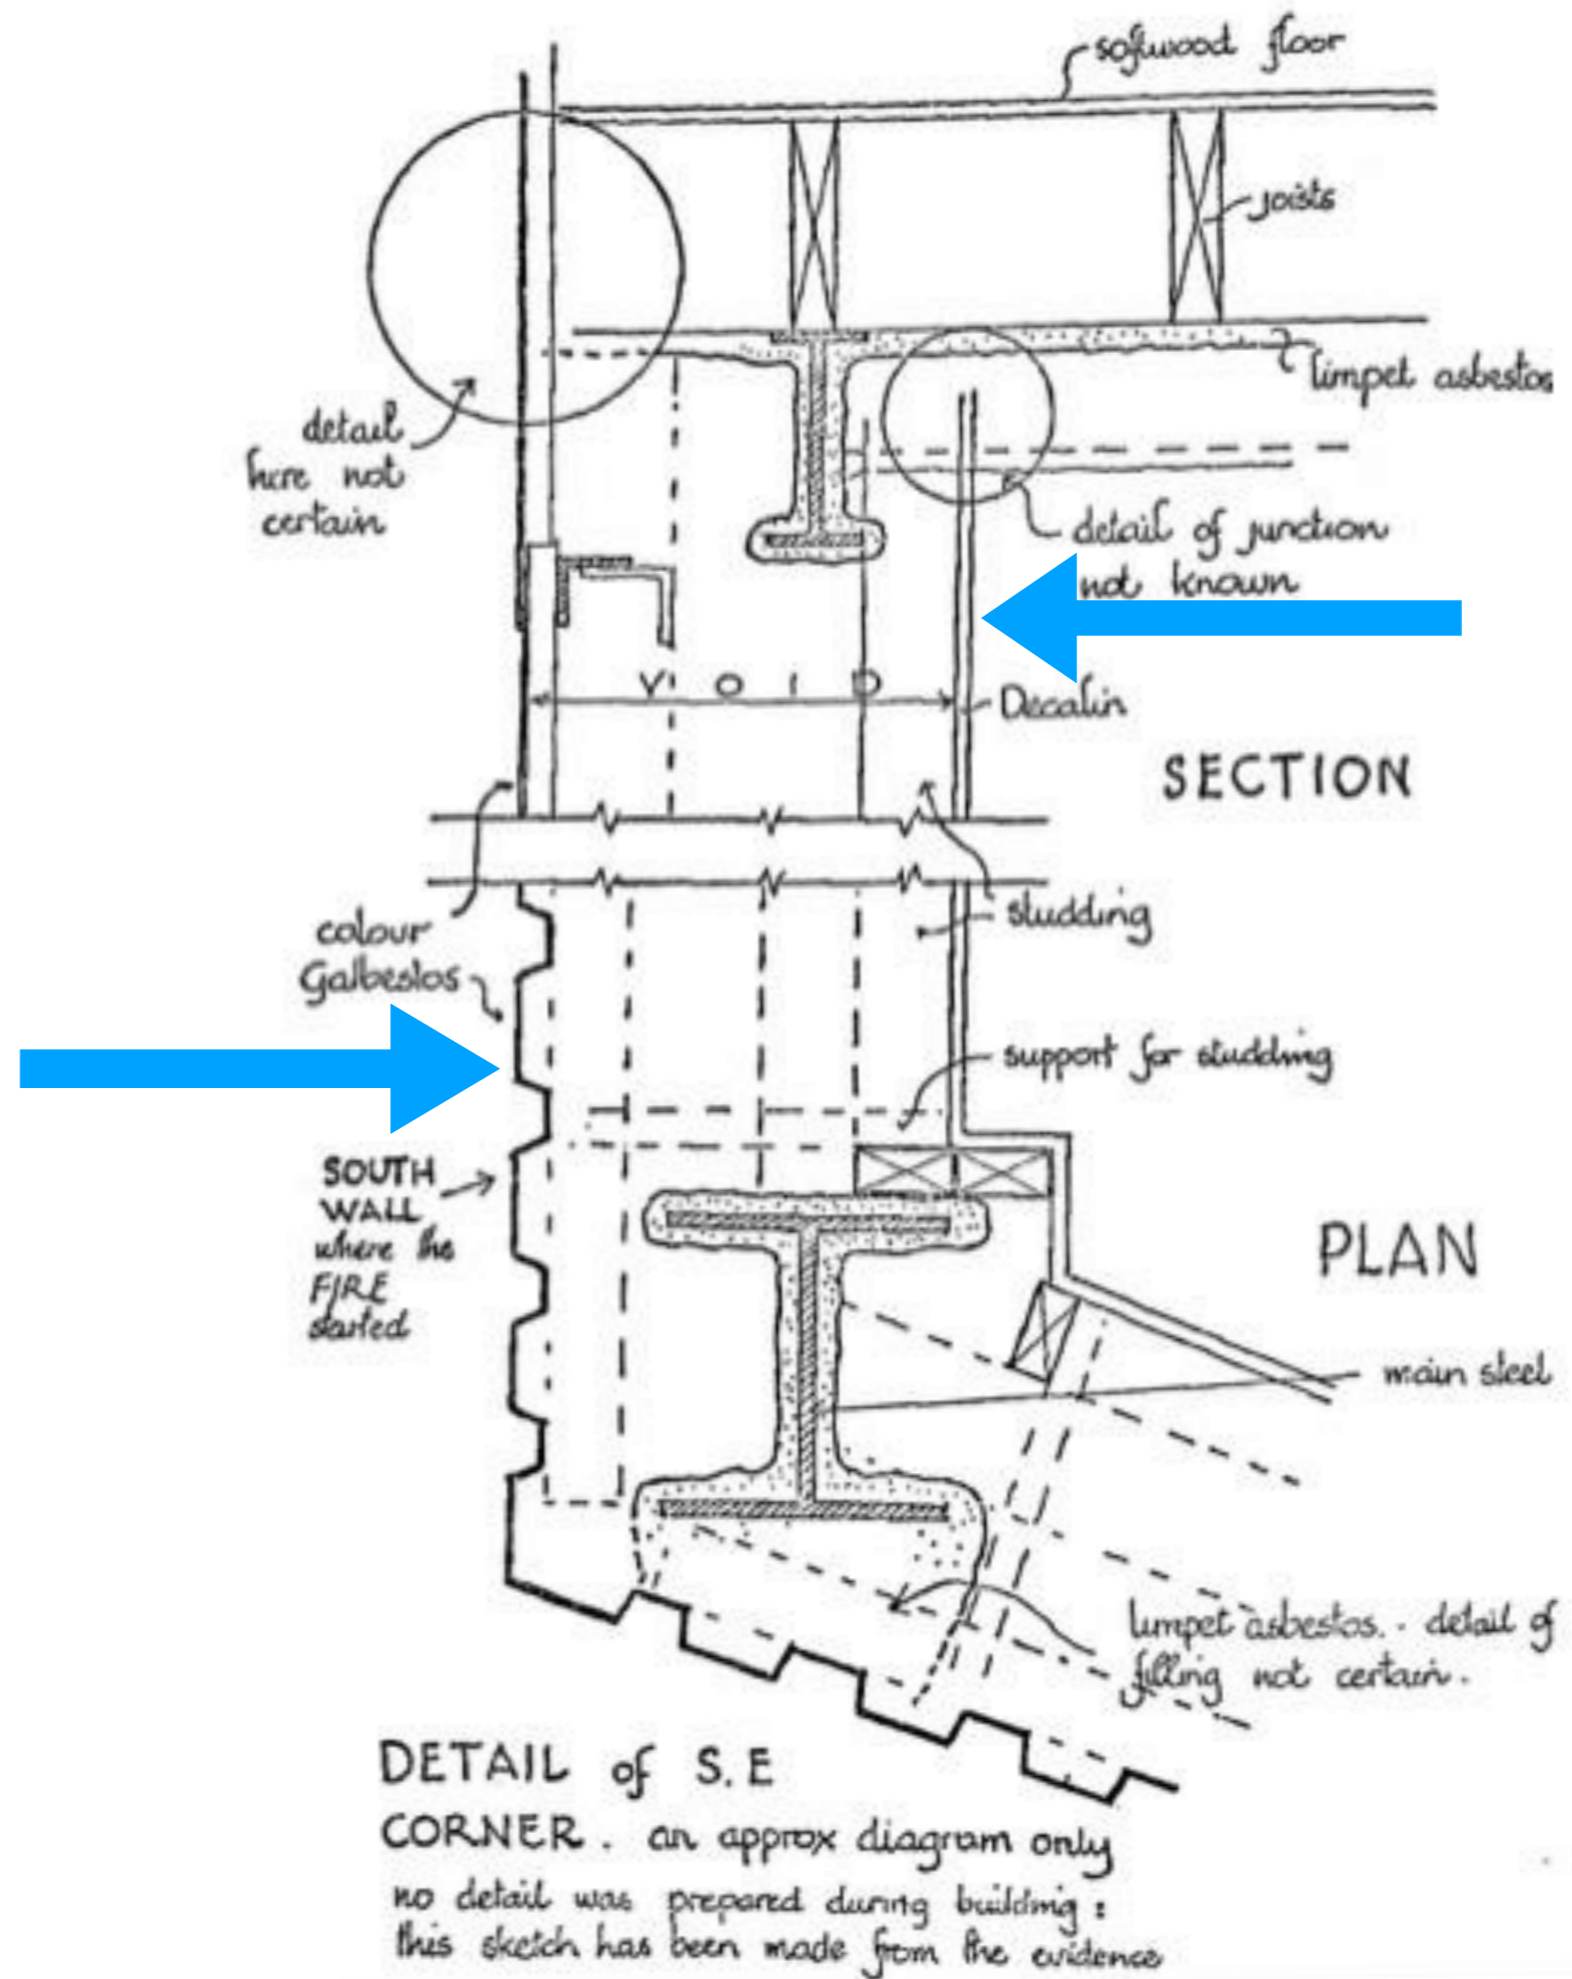 softwood floor
joists
limpet asbestos
detail
here not
certain
detail of junction
not known
VOID
Decalin
SECTION
colour
Galbestos
studding
support for studding
SOUTH
WALL
where the
FIRE
started
PLAN
main steel
limpet asbestos. - detail of
filling not certain.
DETAIL of S.E
CORNER. an approx diagram only
no detail was prepared during building:
this sketch has been made from the evidence